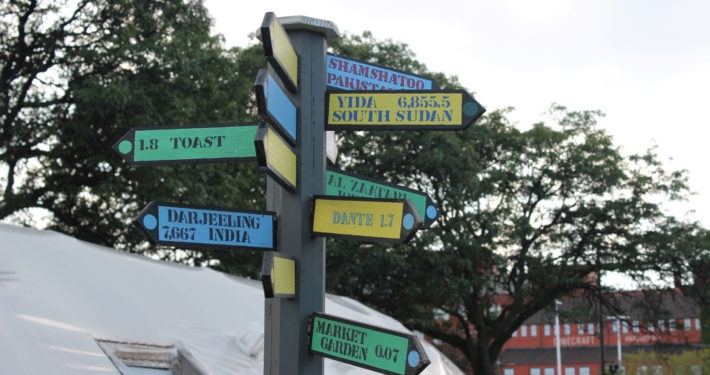 SHAMSHATOO
PAKISTAN
YIDA 6,855.5
SOUTH SUDAN
1.8 TOAST
AL ZAATARI
DANTE 1.7
DARJEELING
7,667 INDIA
MARKET
GARDEN 0.07
CINECRAFT